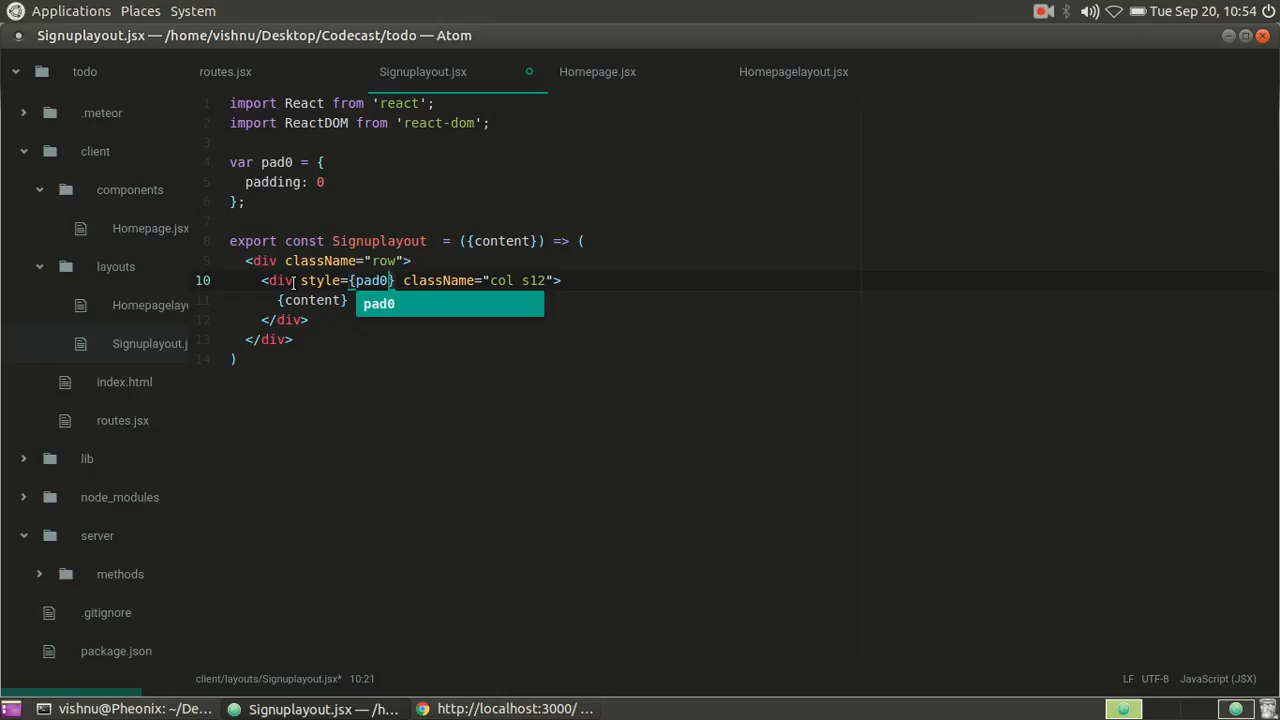 Applications Places System
Tue Sep 20, 10:54
Signuplayout.jsx — /home/vishnu/Desktop/Codecast/todo — Atom
todo
.meteor
client
components
Homepage.jsx
layouts
Homepagelayo
Signuplayout.j
index.html
routes.jsx
lib
node_modules
server
methods
.gitignore
package.json
routes.jsx
Signuplayout.jsx
Homepage.jsx
Homepagelayout.jsx
1 import React from 'react';
2 import ReactDOM from 'react-dom';
3
4 var pad0 = {
5 padding: 0
6 };
7
8 export const Signuplayout  = ({content}) => (
9 <div className="row">
10 <div style={pad0} className="col s12">
11 {content}
pad0
12 </div>
13 </div>
14 )
client/layouts/Signuplayout.jsx* 10:21
LF UTF-8 JavaScript (JSX)
vishnu@Pheonix: ~/De...
Signuplayout.jsx — /h...
http://localhost:3000/ ...